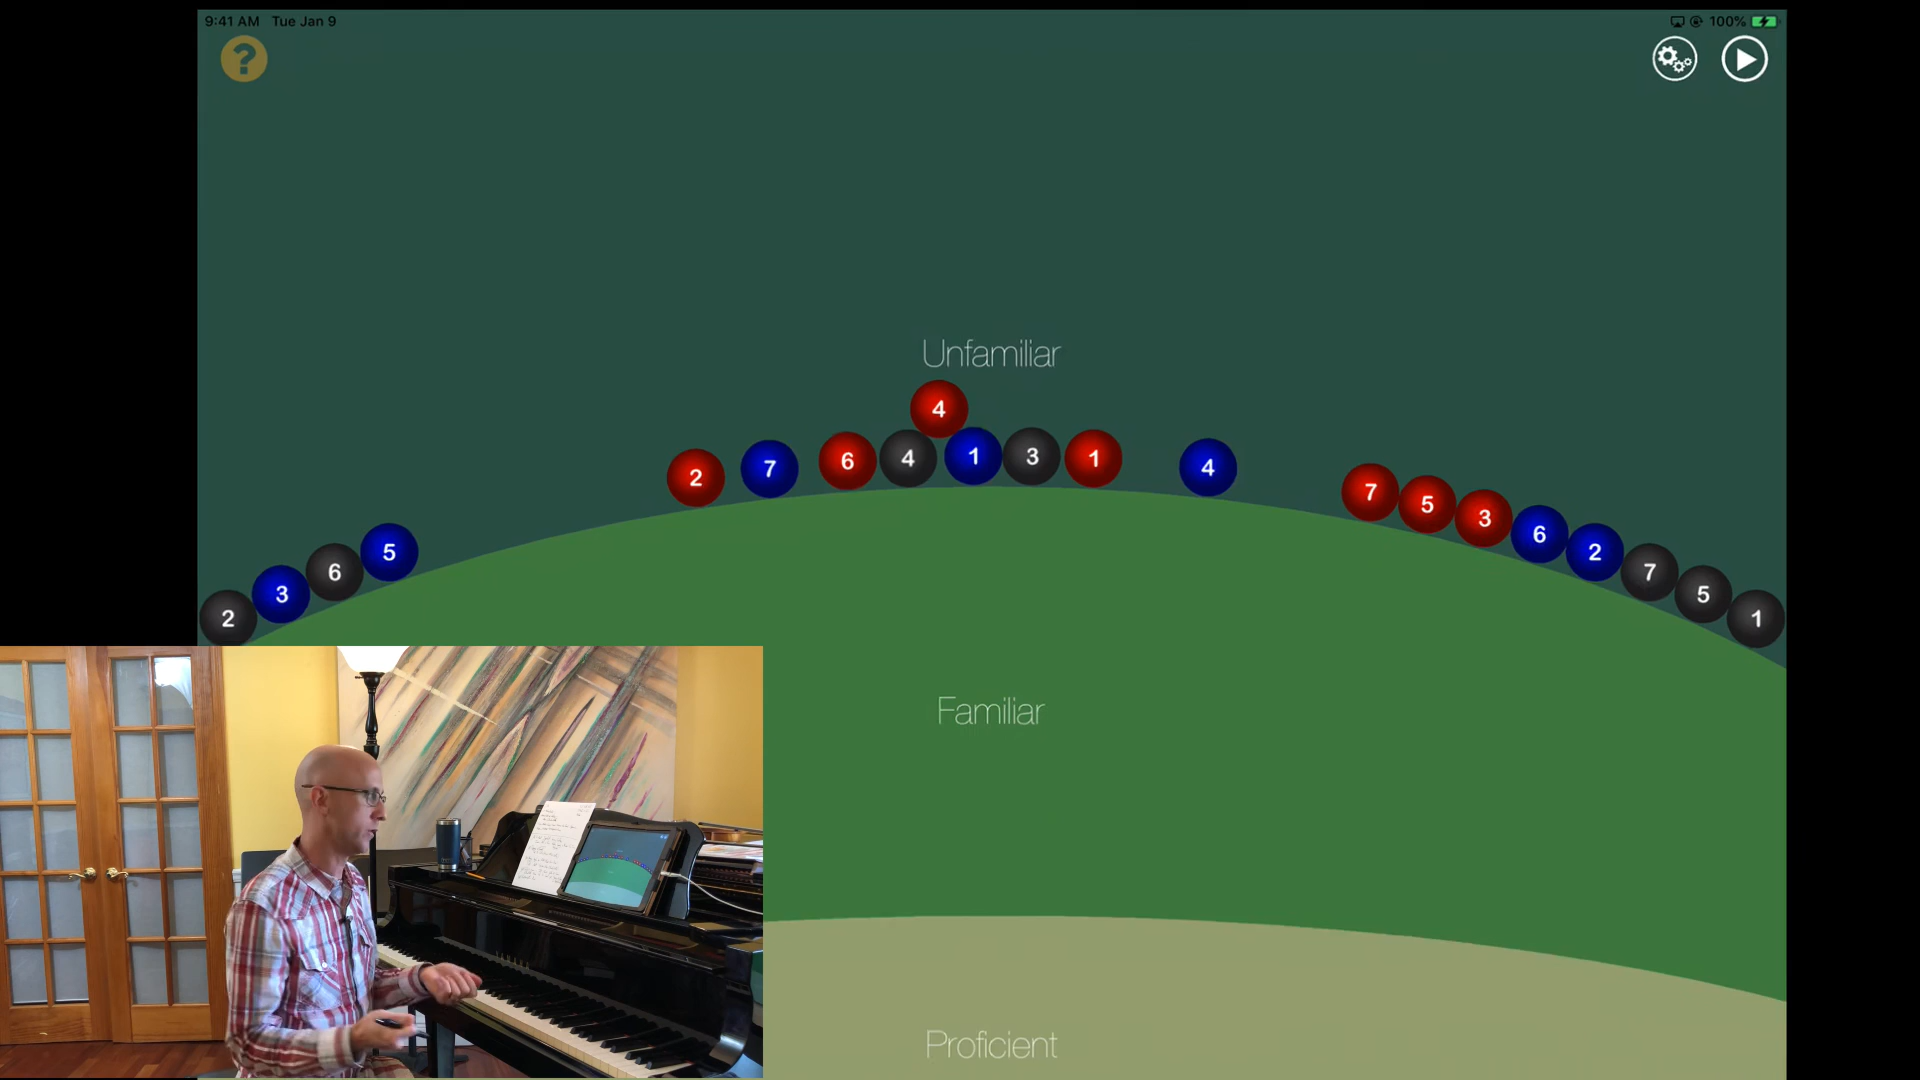 9:41 AM Tue Jan 9
100%
?
Unfamiliar
4
2 7 6 4 1 3 1 4
7 5 3 6 2 7 5 1
2 3 6 5
Familiar
Proficient